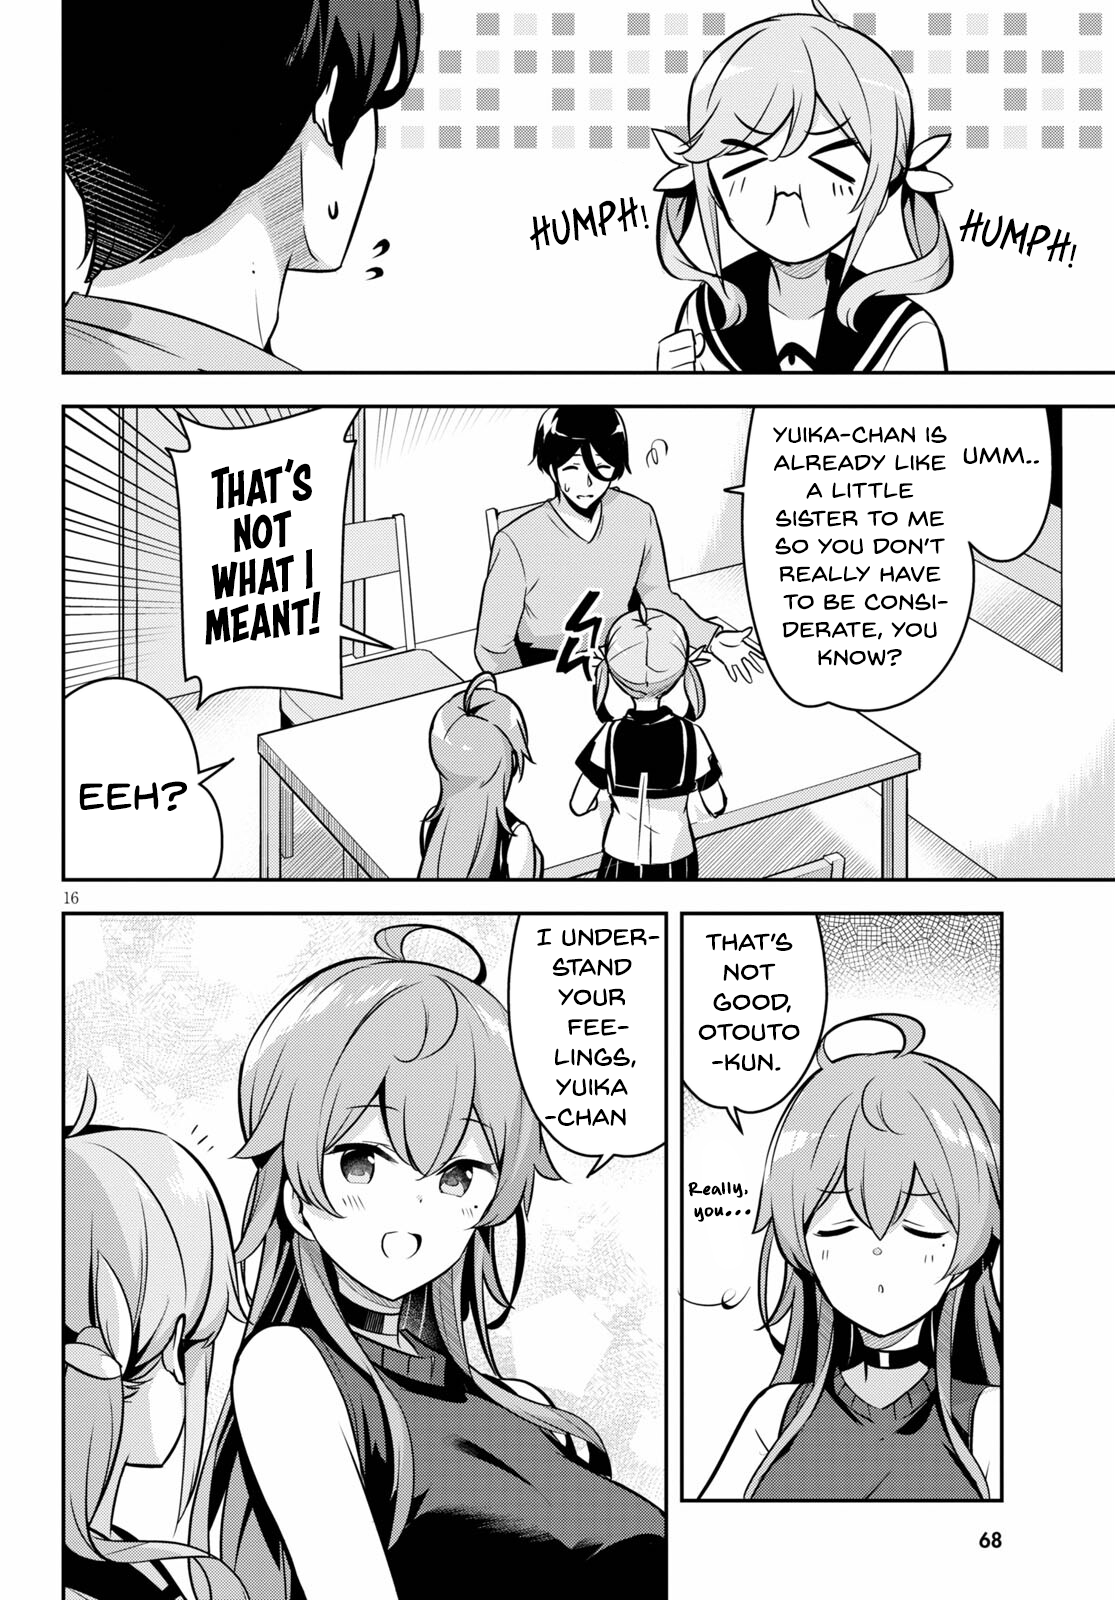 HUMPH!
HUMPH!
UMM..
YUIKA-CHAN IS
ALREADY LIKE
A LITTLE
SISTER TO ME
SO YOU DON'T
REALLY HAVE
TO BE CONSI-
DERATE, YOU
KNOW?
THAT'S
NOT
WHAT I
MEANT!
EEH?
16
THAT'S
NOT
GOOD,
OTOUTO
-KUN.
Really,
you...
I UNDER-
STAND
YOUR
FEE-
LINGS,
YUIKA
-CHAN
68